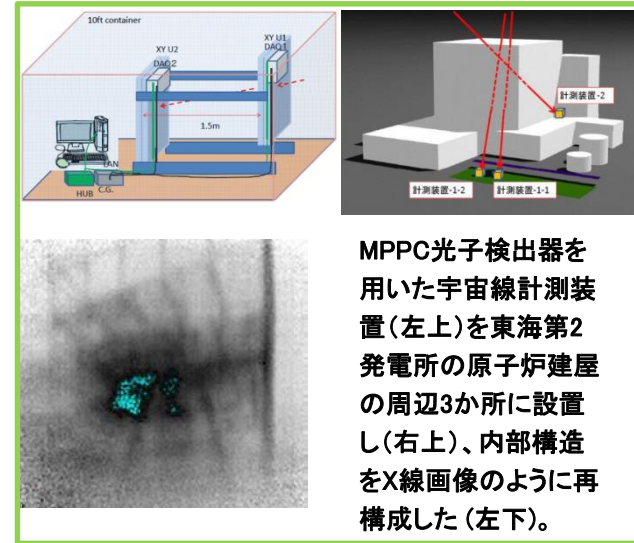 10ft container
XY U1
DAQ1
XY U2
DAQ2
1.5m
LAN
HUB
C.G.
計測装置-2
計測装置-1-2
計測装置-1-1
MPPC光子検出器を
用いた宇宙線計測装
置(左上)を東海第2
発電所の原子炉建屋
の周辺3か所に設置
し(右上)、内部構造
をX線画像のように再
構成した(左下)。